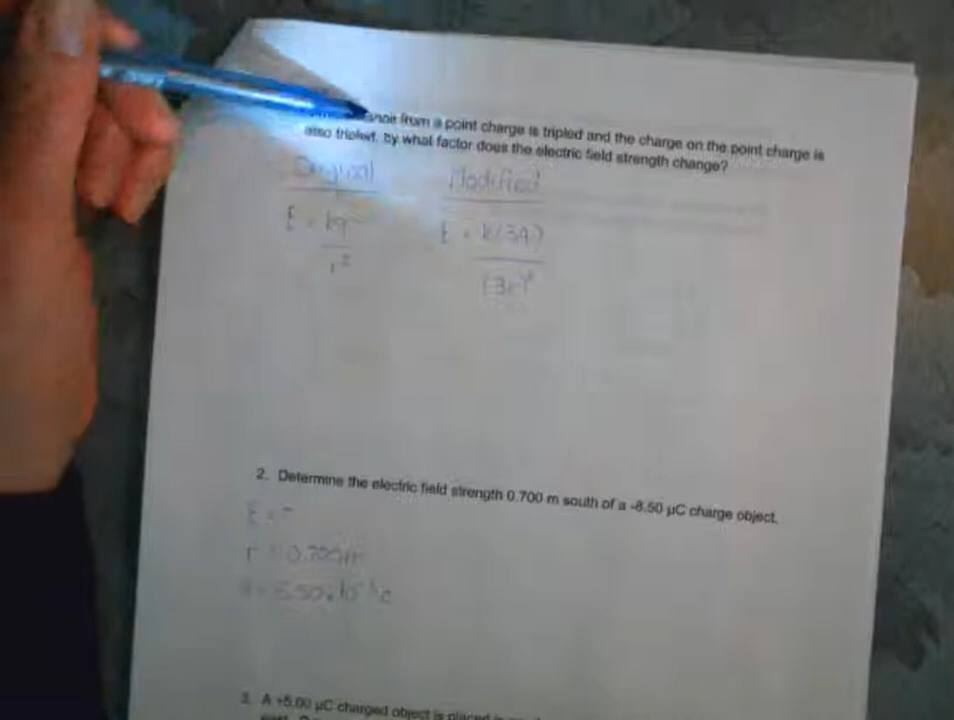 from a point charge is tripled and the charge on the point charge is
also tripled, by what factor does the electric field strength change?
Original Modified
E = kq E = k(3q)
r² (3r)²
2. Determine the electric field strength 0.700 m south of a -8.50 µC charge object.
E =
r = 0.700m
3. A +5.00 µC charged object is placed